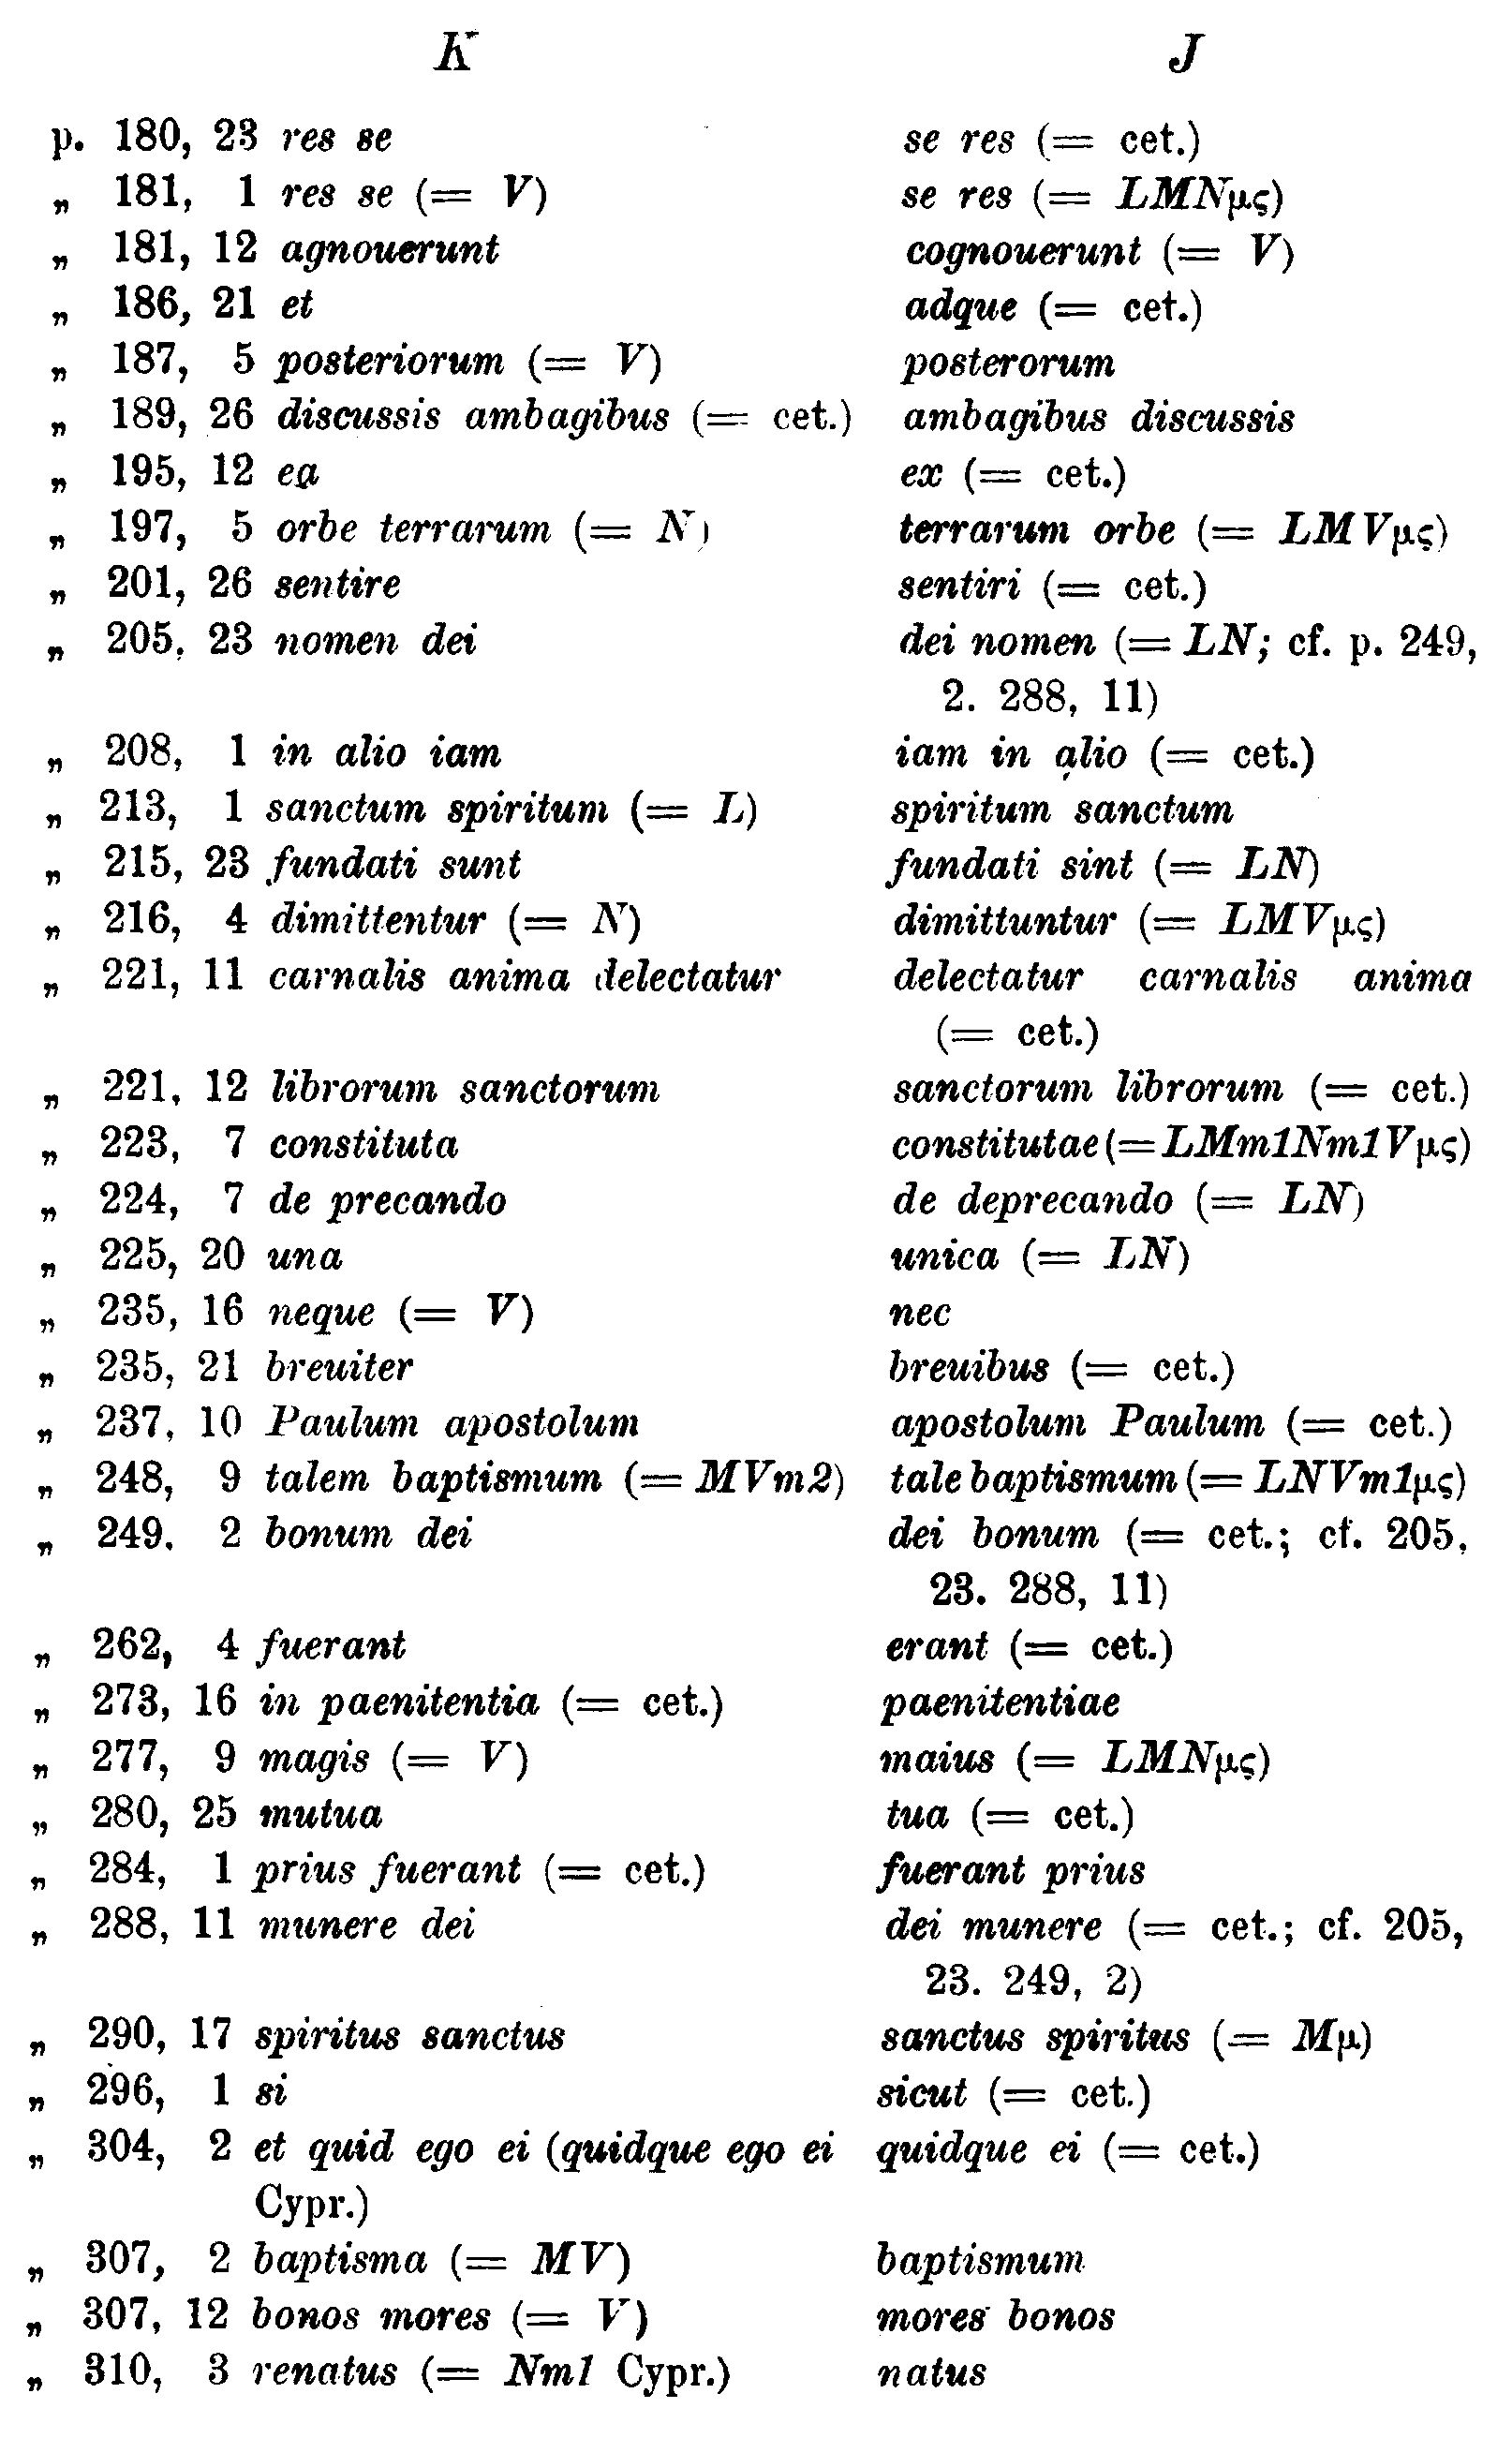 K J
p. 180, 23 res se se res (= cet.)
„ 181, 1 res se (= V) se res (= LMNμς)
„ 181, 12 agnouerunt cognouerunt (= V)
„ 186, 21 et adque (= cet.)
„ 187, 5 posteriorum (= V) posterorum
„ 189, 26 discussis ambagibus (= cet.) ambagibus discussis
„ 195, 12 ea ex (= cet.)
„ 197, 5 orbe terrarum (= N) terrarum orbe (= LMVμς)
„ 201, 26 sentire sentiri (= cet.)
„ 205, 23 nomen dei dei nomen (= LN; cf. p. 249,
2. 288, 11)
„ 208, 1 in alio iam iam in alio (= cet.)
„ 213, 1 sanctum spiritum (= L) spiritum sanctum
„ 215, 23 fundati sunt fundati sint (= LN)
„ 216, 4 dimittentur (= N) dimittuntur (= LMVμς)
„ 221, 11 carnalis anima delectatur delectatur carnalis anima
(= cet.)
„ 221, 12 librorum sanctorum sanctorum librorum (= cet.)
„ 223, 7 constituta constitutae (= LMm1Nm1Vμς)
„ 224, 7 de precando de deprecando (= LN)
„ 225, 20 una unica (= LN)
„ 235, 16 neque (= V) nec
„ 235, 21 breuiter breuibus (= cet.)
„ 237, 10 Paulum apostolum apostolum Paulum (= cet.)
„ 248, 9 talem baptismum (= MVm2) tale baptismum (= LNVm1μς)
„ 249, 2 bonum dei dei bonum (= cet.; cf. 205,
23. 288, 11)
„ 262, 4 fuerant erant (= cet.)
„ 273, 16 in paenitentia (= cet.) paenitentiae
„ 277, 9 magis (= V) maius (= LMNμς)
„ 280, 25 mutua tua (= cet.)
„ 284, 1 prius fuerant (= cet.) fuerant prius
„ 288, 11 munere dei dei munere (= cet.; cf. 205,
23. 249, 2)
„ 290, 17 spiritus sanctus sanctus spiritus (= Mμ)
„ 296, 1 si sicut (= cet.)
„ 304, 2 et quid ego ei (quidque ego ei quidque ei (= cet.)
Cypr.)
„ 307, 2 baptisma (= MV) baptismum
„ 307, 12 bonos mores (= V) mores bonos
„ 310, 3 renatus (= Nm1 Cypr.) natus